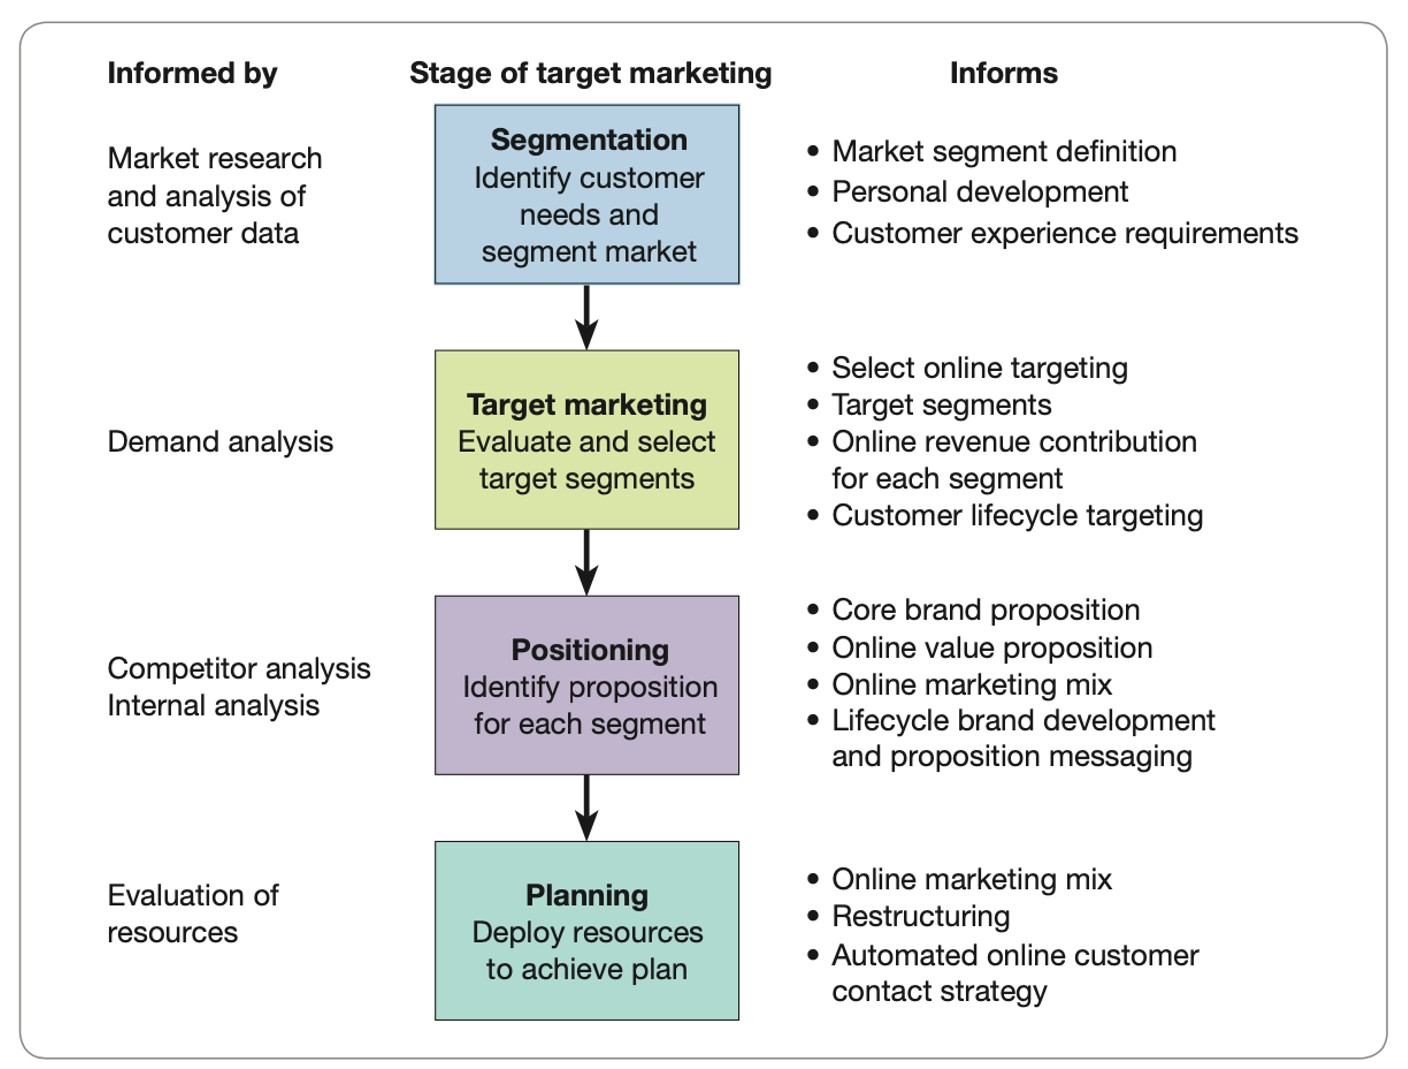 Informed by
Stage of target marketing
Informs
Market research
and analysis of
customer data
Segmentation
Identify customer
needs and
segment market
• Market segment definition
• Personal development
• Customer experience requirements
Demand analysis
Target marketing
Evaluate and select
target segments
• Select online targeting
• Target segments
• Online revenue contribution
for each segment
• Customer lifecycle targeting
Competitor analysis
Internal analysis
Positioning
Identify proposition
for each segment
• Core brand proposition
• Online value proposition
• Online marketing mix
• Lifecycle brand development
and proposition messaging
Evaluation of
resources
Planning
Deploy resources
to achieve plan
• Online marketing mix
• Restructuring
• Automated online customer
contact strategy